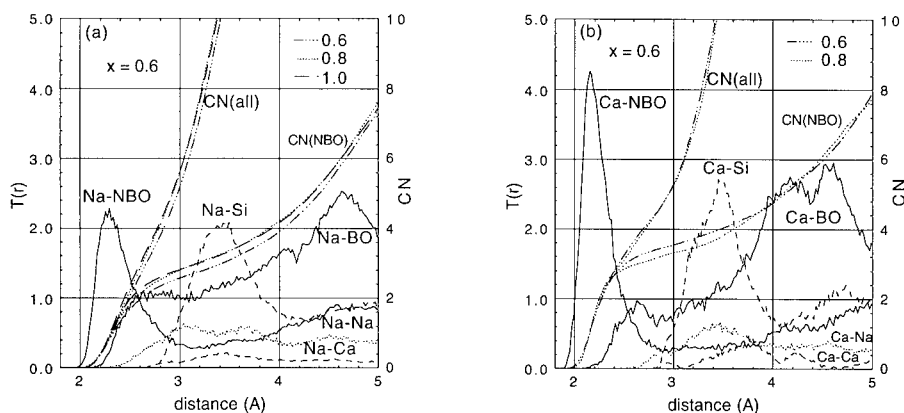 (a)
x = 0.6
0.6
0.8
1.0
CN(all)
CN(NBO)
Na-NBO
Na-Si
Na-BO
Na-Na
Na-Ca
T(r)
5.0
4.0
3.0
2.0
1.0
0.0
10
8
6
4
2
0
CN
2
3
4
5
distance (A)
(b)
x = 0.6
0.6
0.8
Ca-NBO
CN(all)
CN(NBO)
Ca-Si
Ca-BO
Ca-Na
Ca-Ca
T(r)
5.0
4.0
3.0
2.0
1.0
0.0
10
8
6
4
2
0
CN
2
3
4
5
distance (A)